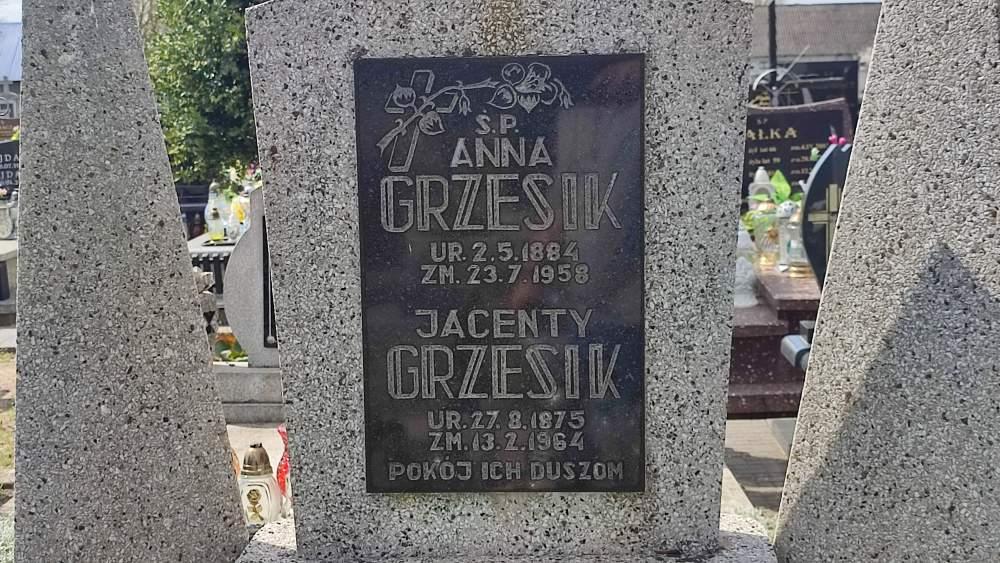 Ś.P.
ANNA
GRZESIK
UR. 2.5.1884
ZM. 23.7.1958
JACENTY
GRZESIK
UR. 27.8.1875
ZM. 13.2.1964
POKÓJ ICH DUSZOM
Ś.P.
AŁKA